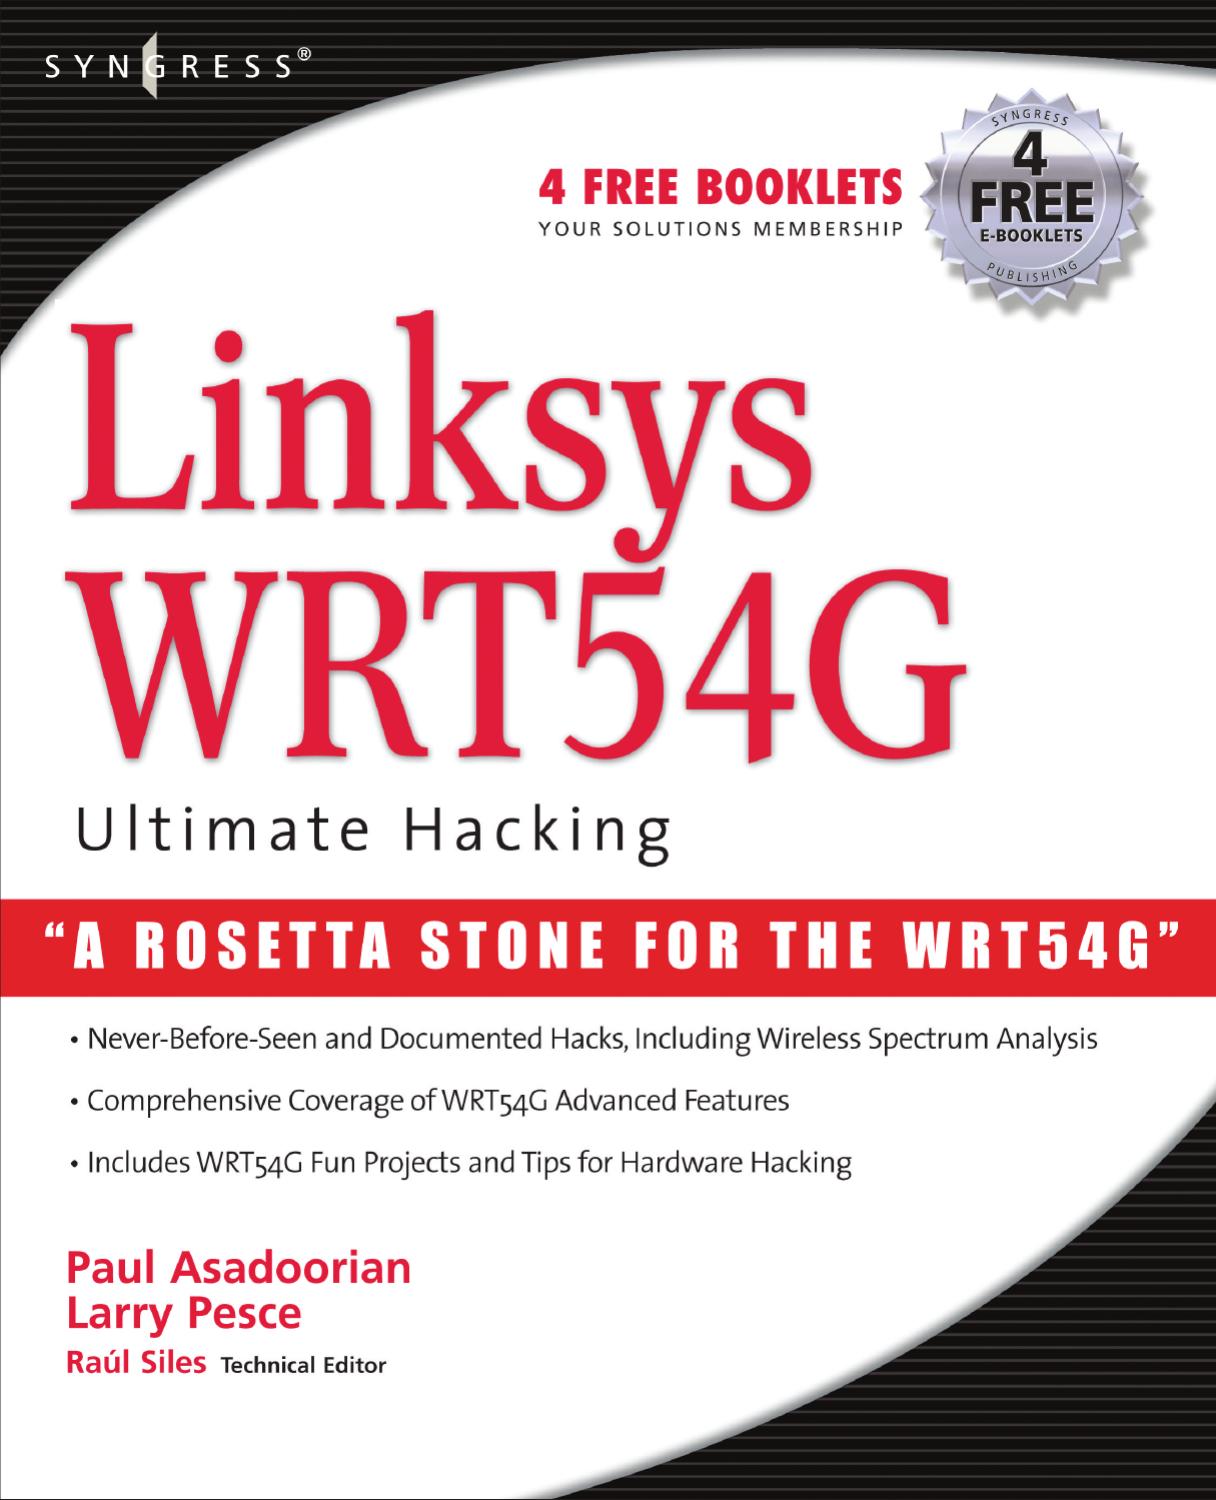 SYNGRESS®
4 FREE BOOKLETS
YOUR SOLUTIONS MEMBERSHIP
SYNGRESS
4
FREE
E-BOOKLETS
PUBLISHING
Linksys
WRT54G
Ultimate Hacking
“A ROSETTA STONE FOR THE WRT54G”
• Never-Before-Seen and Documented Hacks, Including Wireless Spectrum Analysis
• Comprehensive Coverage of WRT54G Advanced Features
• Includes WRT54G Fun Projects and Tips for Hardware Hacking
Paul Asadoorian
Larry Pesce
Raúl Siles Technical Editor